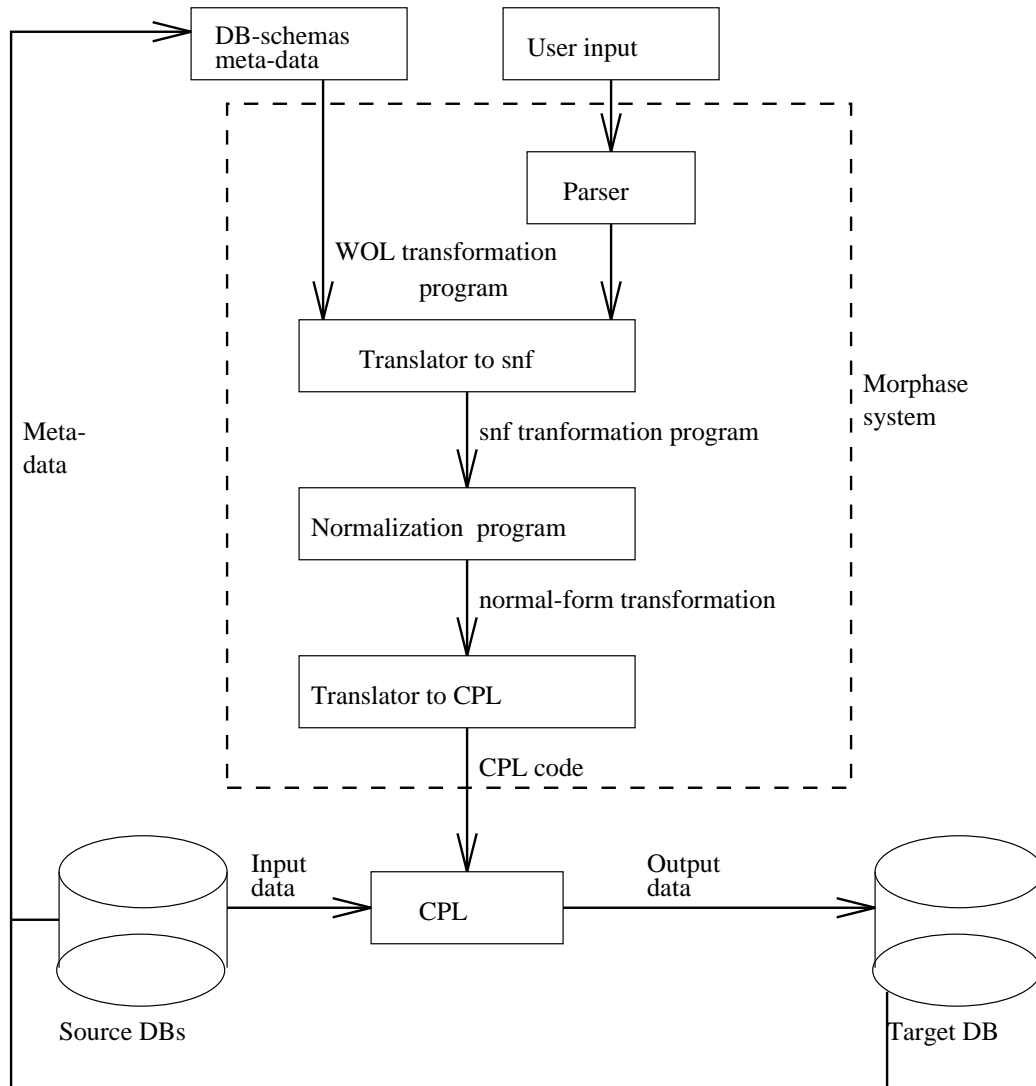 DB-schemas
meta-data
User input
Parser
WOL transformation
program
Translator to snf
Morphase
system
Meta-
data
snf tranformation program
Normalization program
normal-form transformation
Translator to CPL
CPL code
Input
data
Output
data
CPL
Source DBs
Target DB